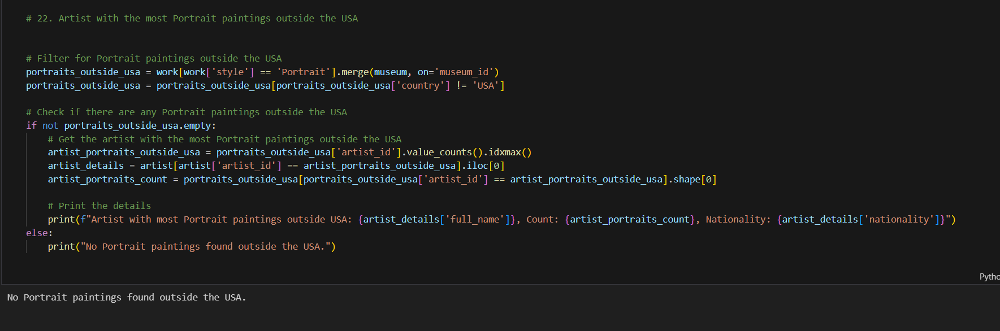 # 22. Artist with the most Portrait paintings outside the USA
# Filter for Portrait paintings outside the USA
portraits_outside_usa = work[work['style'] == 'Portrait'].merge(museum, on='museum_id')
portraits_outside_usa = portraits_outside_usa[portraits_outside_usa['country'] != 'USA']
# Check if there are any Portrait paintings outside the USA
if not portraits_outside_usa.empty:
    # Get the artist with the most Portrait paintings outside the USA
    artist_portraits_outside_usa = portraits_outside_usa['artist_id'].value_counts().idxmax()
    artist_details = artist[artist['artist_id'] == artist_portraits_outside_usa].iloc[0]
    artist_portraits_count = portraits_outside_usa[portraits_outside_usa['artist_id'] == artist_portraits_outside_usa].shape[0]
    # Print the details
    print(f"Artist with most Portrait paintings outside USA: {artist_details['full_name']}, Count: {artist_portraits_count}, Nationality: {artist_details['nationality']}")
else:
    print("No Portrait paintings found outside the USA.")
Pytho
No Portrait paintings found outside the USA.